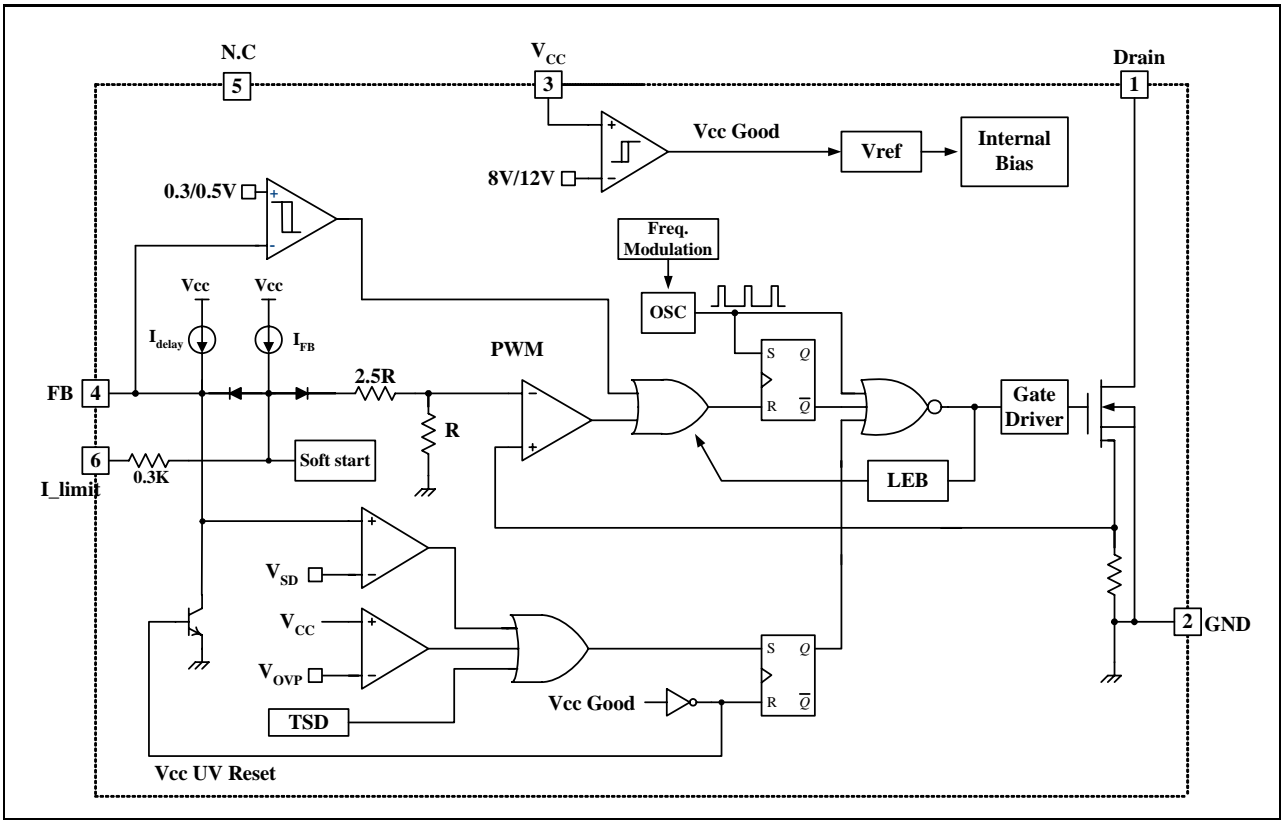 N.C
5
V_CC
3
Drain
1
Vcc Good
Vref
Internal
Bias
8V/12V
0.3/0.5V
+
-
+
−
Freq.
Modulation
OSC
Vcc
Vcc
I_delay
I_FB
PWM
S Q
R Q̅
FB 4
2.5R
R
−
+
Gate
Driver
6
I_limit
0.3K
Soft start
LEB
V_SD
+
−
V_CC
V_OVP
+
−
TSD
Vcc Good
S Q
R Q̅
2 GND
Vcc UV Reset